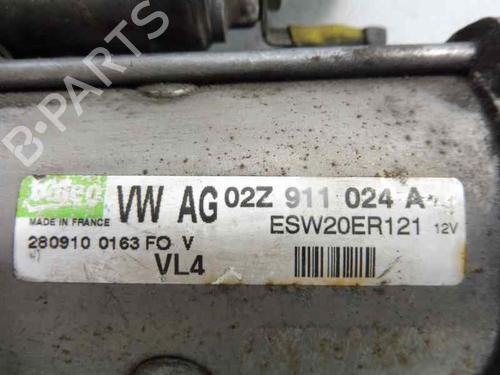 Valeo
MADE IN FRANCE
VW AG 02Z 911 024 A
ESW20ER121 12V
280910 0163 FO V
VL4
B-PARTS